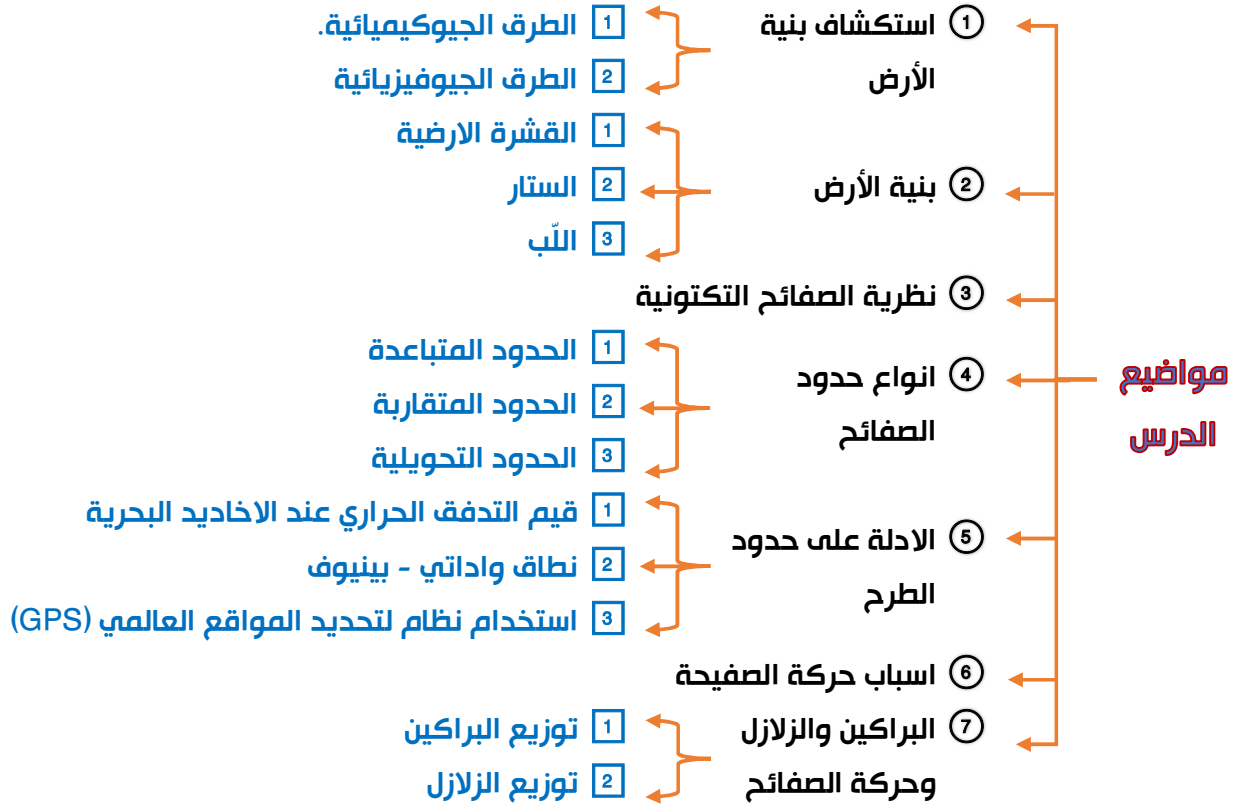 مواضيع
الدرس
① استكشاف بنية
الأرض
1 الطرق الجيوكيميائية.
2 الطرق الجيوفيزيائية
② بنية الأرض
1 القشرة الارضية
2 الستار
3 اللّب
③ نظرية الصفائح التكتونية
④ انواع حدود
الصفائح
1 الحدود المتباعدة
2 الحدود المتقاربة
3 الحدود التحويلية
⑤ الادلة على حدود
الطرح
1 قيم التدفق الحراري عند الاخاديد البحرية
2 نطاق واداتي - بينيوف
3 استخدام نظام لتحديد المواقع العالمي (GPS)
⑥ اسباب حركة الصفيحة
⑦ البراكين والزلازل
وحركة الصفائح
1 توزيع البراكين
2 توزيع الزلازل